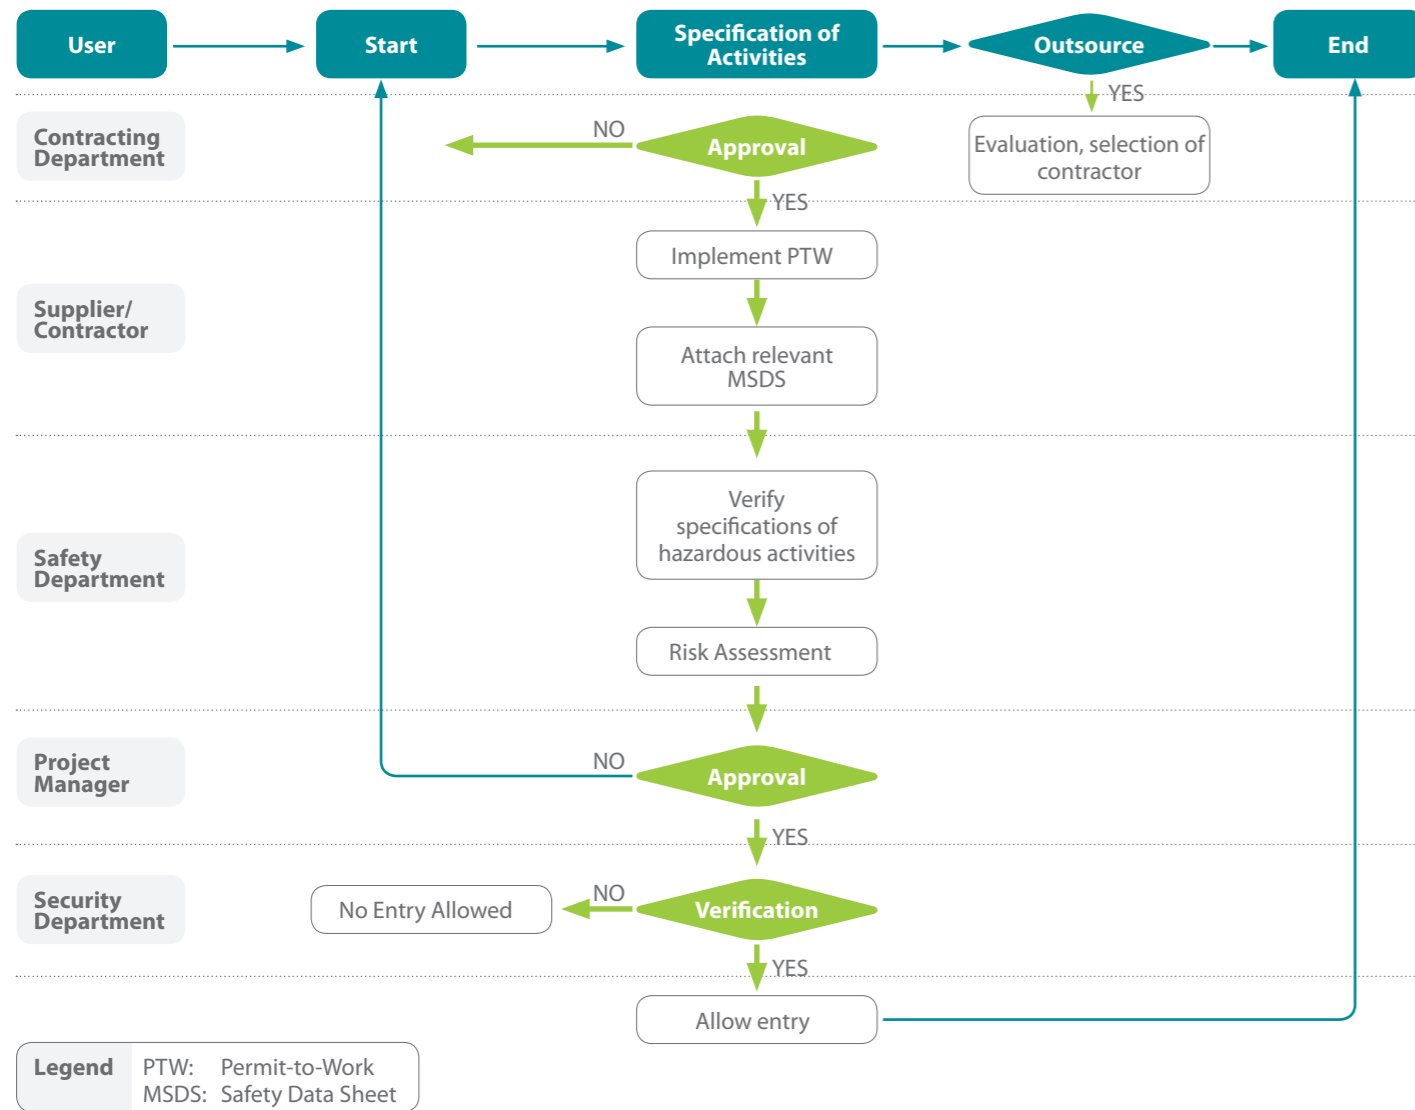 User
Start
Specification of
Activities
Outsource
End
YES
Contracting
Department
NO
Approval
Evaluation, selection of
contractor
YES
Implement PTW
Supplier/
Contractor
Attach relevant
MSDS
Verify
specifications of
hazardous activities
Safety
Department
Risk Assessment
Project
Manager
NO
Approval
YES
Security
Department
No Entry Allowed
NO
Verification
YES
Allow entry
Legend
PTW: Permit-to-Work
MSDS: Safety Data Sheet